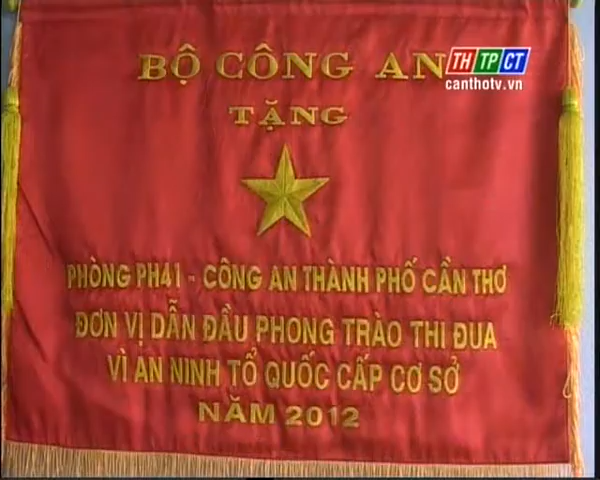 BỘ CÔNG AN
THTPCT
canthotv.vn
TẶNG
PHÒNG PH41 - CÔNG AN THÀNH PHỐ CẦN THƠ
ĐƠN VỊ DẪN ĐẦU PHONG TRÀO THI ĐUA
VÌ AN NINH TỔ QUỐC CẤP CƠ SỞ
NĂM 2012